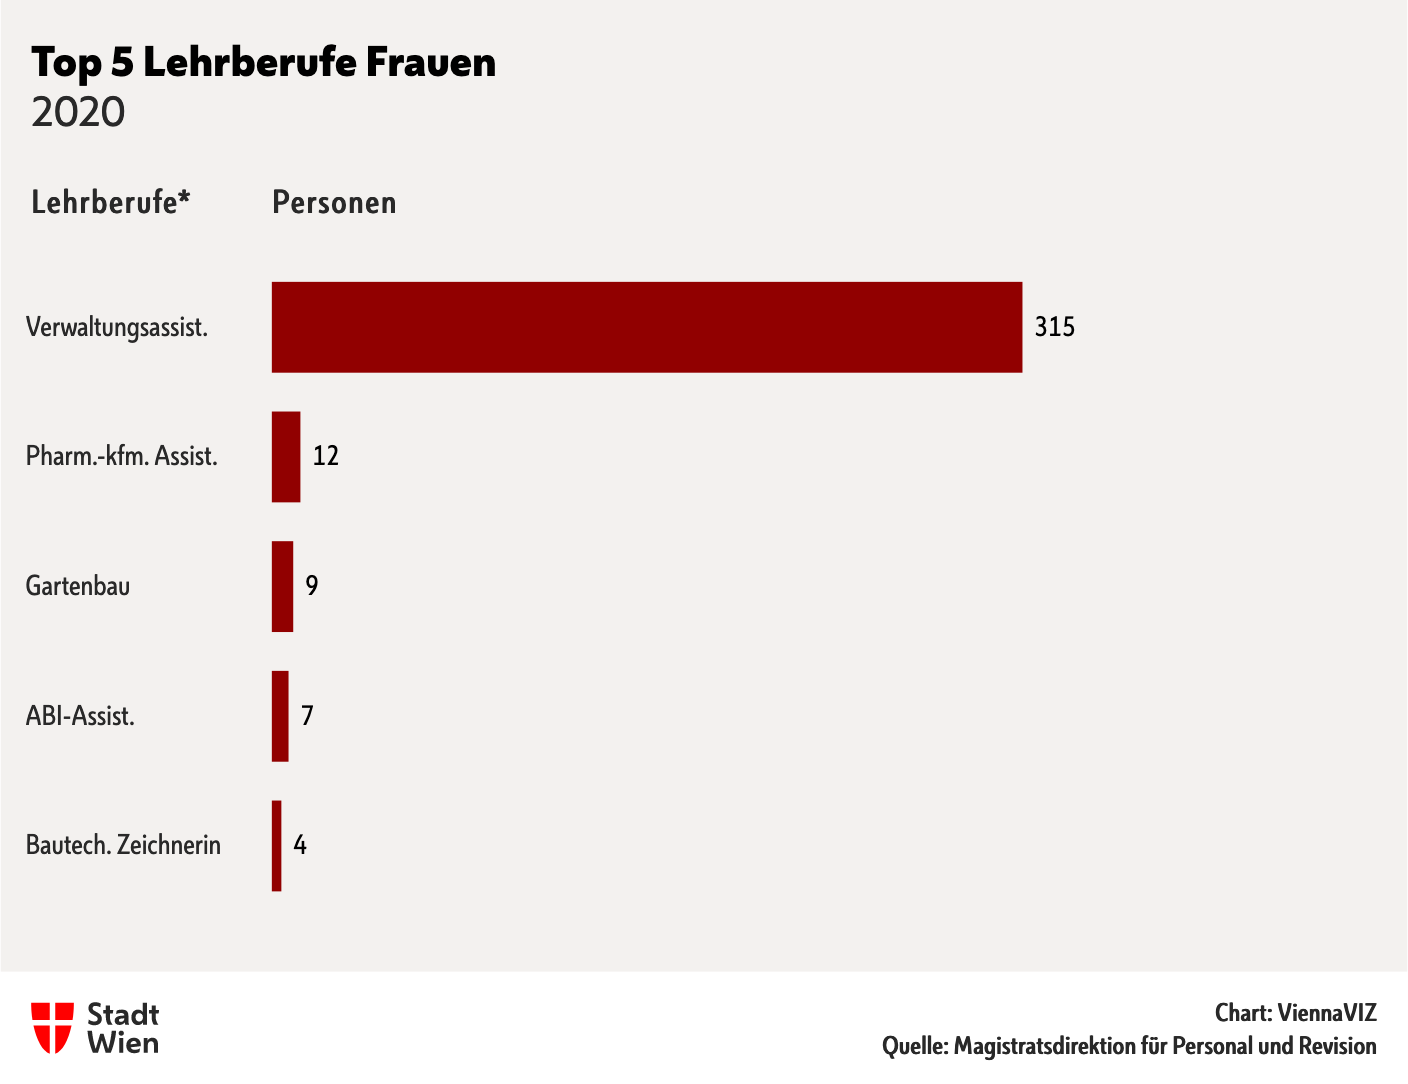 Top 5 Lehrberufe Frauen
2020
Lehrberufe* Personen
Verwaltungsassist. 315
Pharm.-kfm. Assist. 12
Gartenbau 9
ABI-Assist. 7
Bautech. Zeichnerin 4
Stadt
Wien
Chart: ViennaVIZ
Quelle: Magistratsdirektion für Personal und Revision